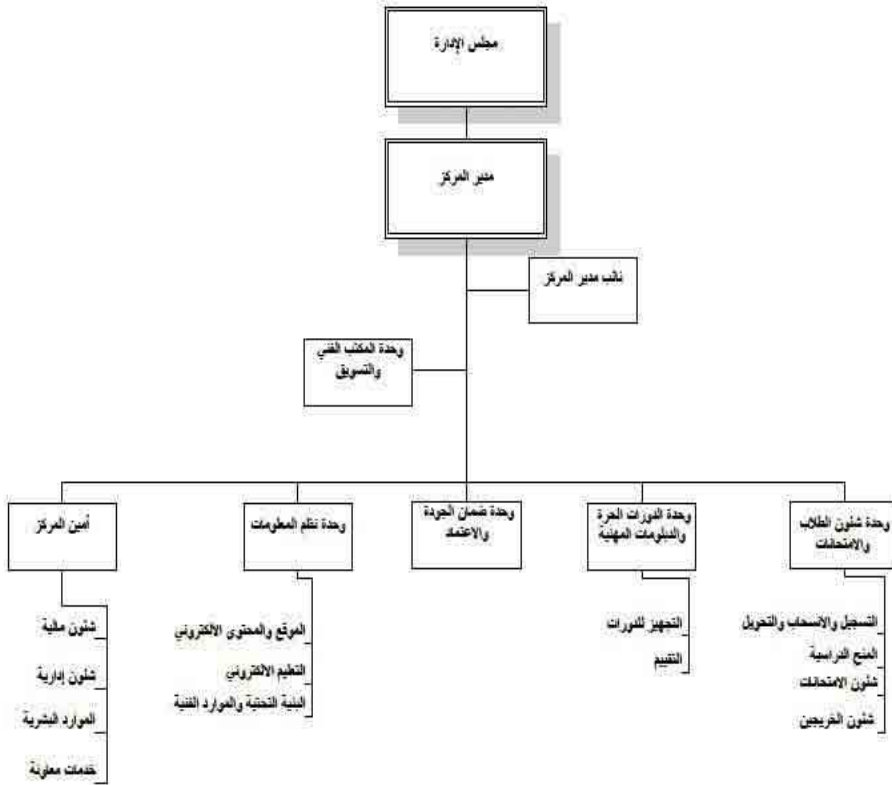 مجلس الإدارة
مدير المركز
نائب مدير المركز
وحدة المكتب الفني
والتسويق
وحدة شئون الطلاب
والامتحانات
التسجيل والانسحاب والتحويل
المنح الدراسية
شئون الامتحانات
شئون الخريجين
وحدة الدورات الحرة
والدبلومات المهنية
التجهيز للدورات
التقييم
وحدة ضمان الجودة
والاعتماد
وحدة نظم المعلومات
الموقع والمحتوى الألكتروني
التعليم الالكتروني
البنية التحتية والموارد الفنية
أمين المركز
شئون مالية
شئون إدارية
الموارد البشرية
خدمات معاونة